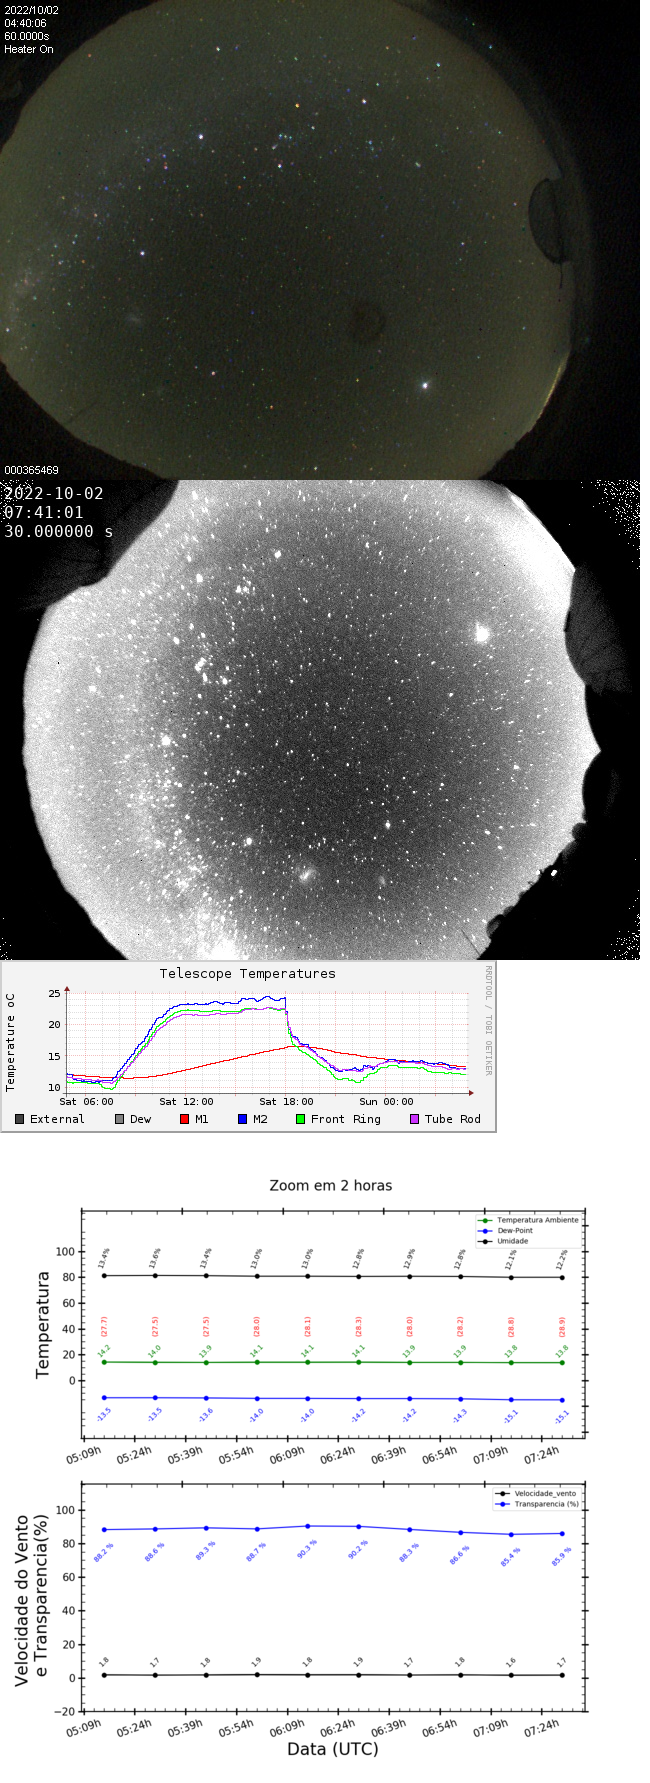 2022/10/02
04:40:06
60.0000s
Heater On
000365469
2022-10-02
07:41:01
30.000000 s
Telescope Temperatures
Temperature oC
25
20
15
10
Sat 06:00 Sat 12:00 Sat 18:00 Sun 00:00
External Dew M1 M2 Front Ring Tube Rod
RRDTOOL / TOBI OETIKER
Zoom em 2 horas
Temperatura Ambiente
Dew-Point
Umidade
Temperatura
100
80
60
40
20
0
13.4% 13.6% 13.4% 13.0% 13.0% 12.8% 12.9% 12.8% 12.1% 12.2%
(27.7) (27.5) (27.5) (28.0) (28.1) (28.3) (28.0) (28.2) (28.8) (28.9)
14.2 14.0 13.9 14.1 14.1 14.1 13.9 13.9 13.8 13.8
-13.5 -13.5 -13.6 -14.0 -14.0 -14.2 -14.2 -14.3 -15.1 -15.1
05:09h 05:24h 05:39h 05:54h 06:09h 06:24h 06:39h 06:54h 07:09h 07:24h
Velocidade_vento
Transparencia (%)
Velocidade do Vento
e Transparencia(%)
100
80
60
40
20
0
−20
88.2 % 88.6 % 89.3 % 88.7 % 90.3 % 90.2 % 88.3 % 86.6 % 85.4 % 85.9 %
1.8 1.7 1.8 1.9 1.8 1.9 1.7 1.8 1.6 1.7
05:09h 05:24h 05:39h 05:54h 06:09h 06:24h 06:39h 06:54h 07:09h 07:24h
Data (UTC)